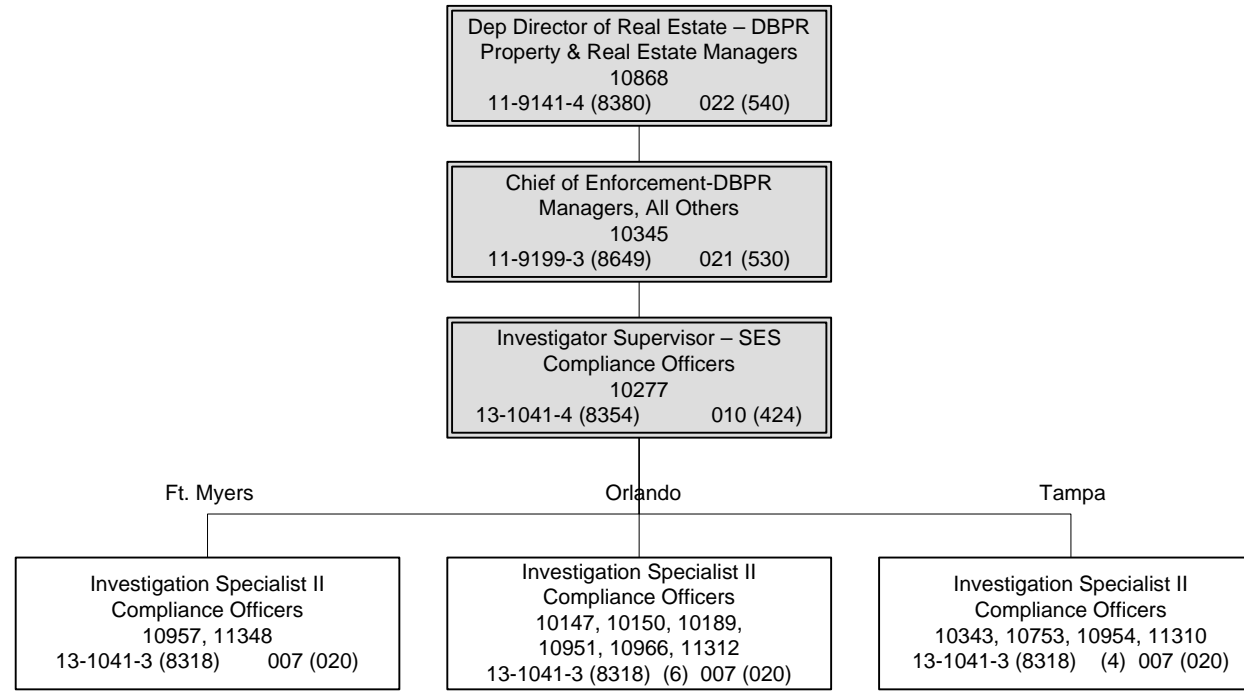 Dep Director of Real Estate – DBPR
Property & Real Estate Managers
10868
11-9141-4 (8380) 022 (540)
Chief of Enforcement-DBPR
Managers, All Others
10345
11-9199-3 (8649) 021 (530)
Investigator Supervisor – SES
Compliance Officers
10277
13-1041-4 (8354) 010 (424)
Ft. Myers
Investigation Specialist II
Compliance Officers
10957, 11348
13-1041-3 (8318) 007 (020)
Orlando
Investigation Specialist II
Compliance Officers
10147, 10150, 10189,
10951, 10966, 11312
13-1041-3 (8318) (6) 007 (020)
Tampa
Investigation Specialist II
Compliance Officers
10343, 10753, 10954, 11310
13-1041-3 (8318) (4) 007 (020)